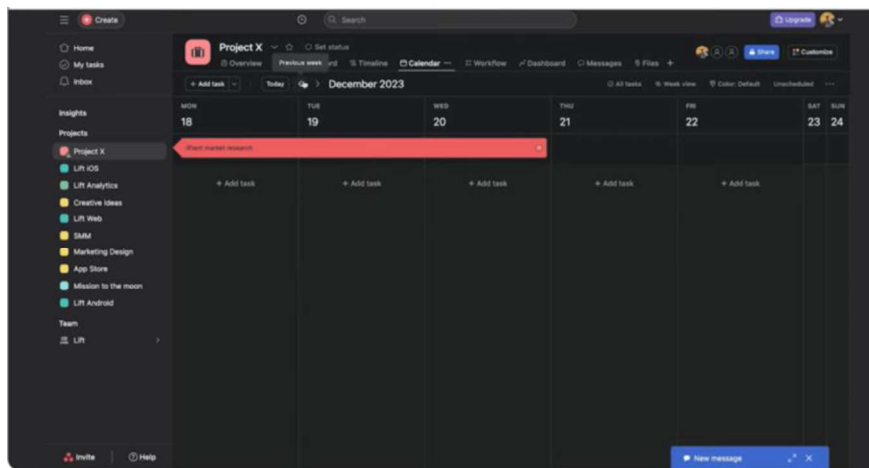 Create
Search
Upgrade
Home
My tasks
Inbox
Insights
Projects
Project X
Lift iOS
Lift Analytics
Creative Ideas
Lift Web
SMM
Marketing Design
App Store
Mission to the moon
Lift Android
Team
Lift
Invite
Help
Project X
Set status
Share
Customize
Overview
Previous week
Timeline
Calendar
Workflow
Dashboard
Messages
Files
+ Add task
Today
December 2023
All tasks
Week view
Color: Default
Unscheduled
MON
18
TUE
19
WED
20
THU
21
FRI
22
SAT
23
SUN
24
Start market research
+ Add task
+ Add task
+ Add task
+ Add task
+ Add task
New message